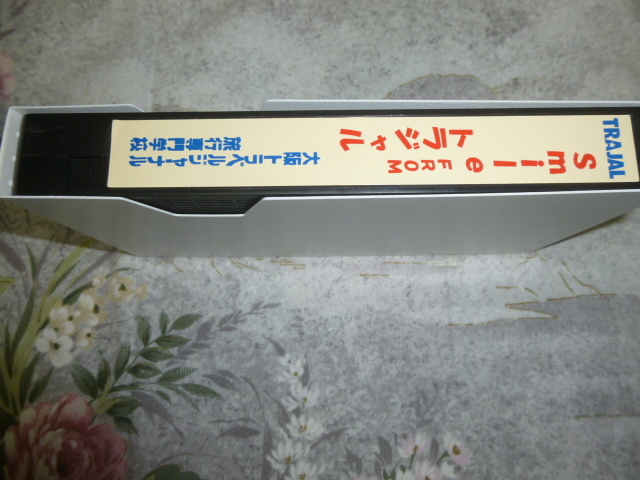 TRAJAL
Smile
FROM
トラジャル
大阪トラベルジャーナル
旅行専門学校